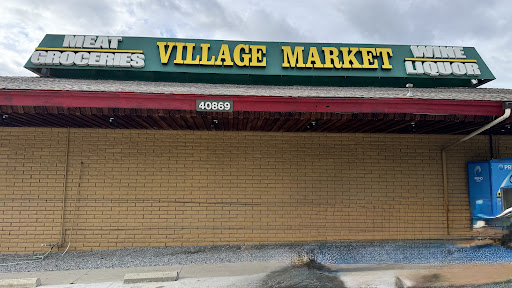 MEAT
GROCERIES
VILLAGE MARKET
WINE
LIQUOR
40869